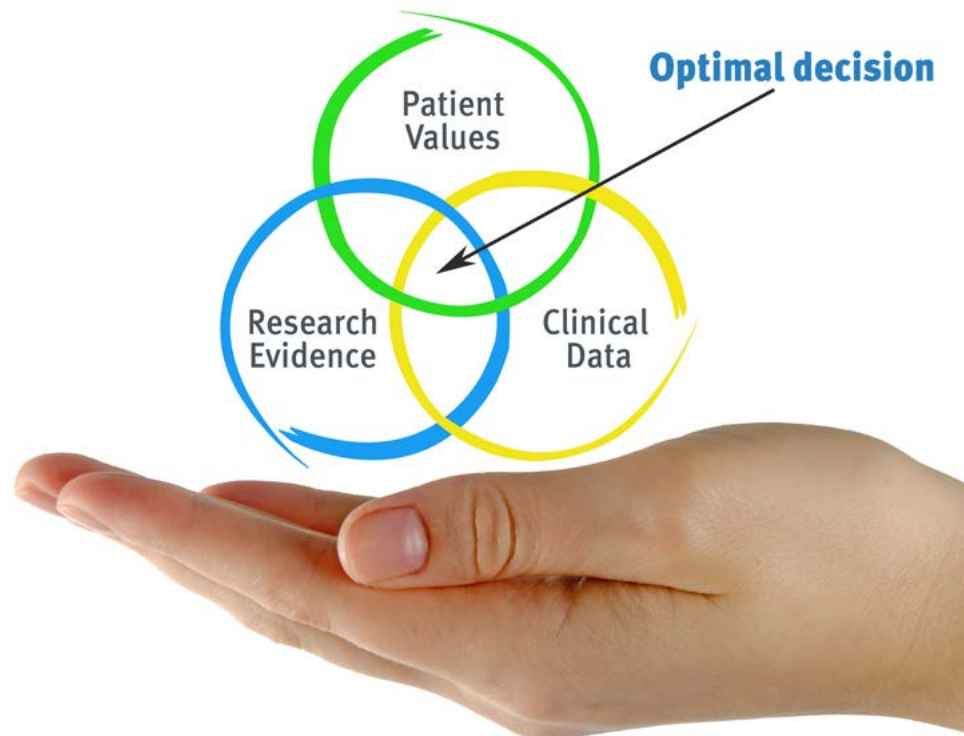 Optimal decision
Patient
Values
Research
Evidence
Clinical
Data